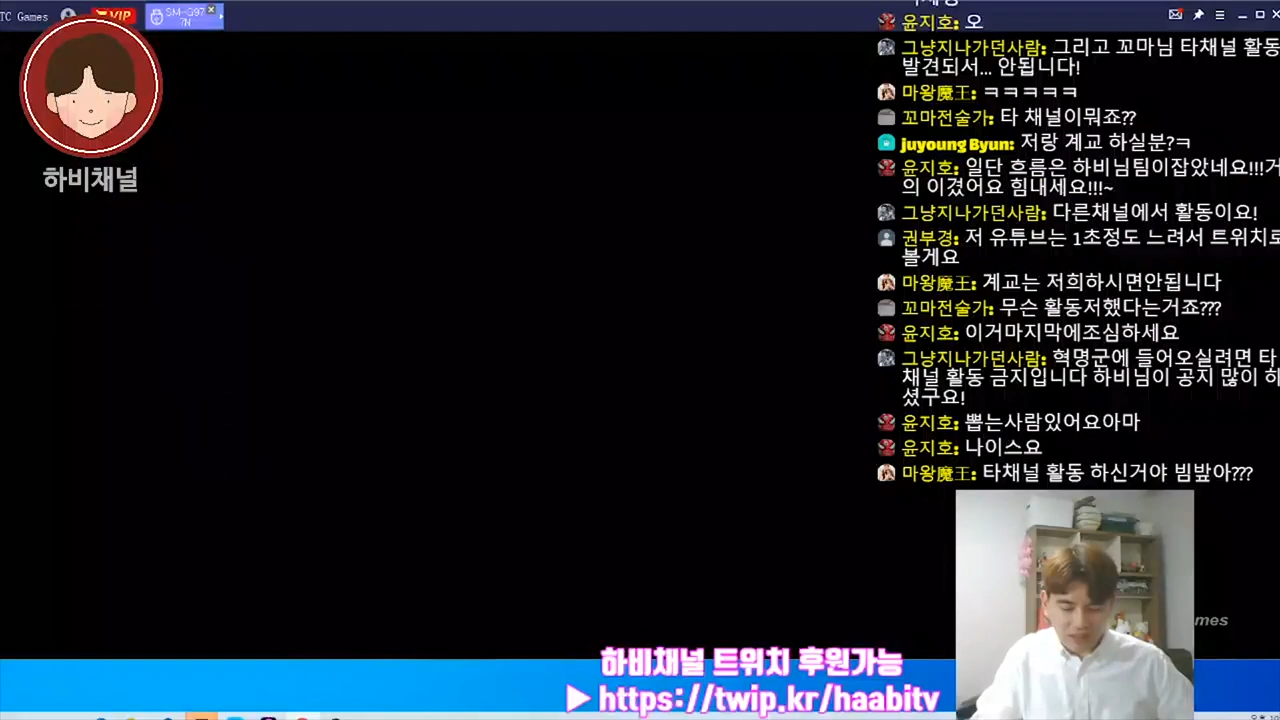 TC Games
VIP
SM-G97
7N
하비채널
윤지호: 오
그냥지나가던사람: 그리고 꼬마님 타채널 활동
발견되서... 안됩니다!
마왕魔王: ㅋㅋㅋㅋㅋ
꼬마전술가: 타 채널이뭐죠??
juyoung Byun: 저랑 계교 하실분?ㅋ
윤지호: 일단 흐름은 하비님팀이잡았네요!!!거
의 이겼어요 힘내세요!!!~
그냥지나가던사람: 다른채널에서 활동이요!
권부경: 저 유튜브는 1초정도 느려서 트위치로
볼게요
마왕魔王: 계교는 저희하시면안됩니다
꼬마전술가: 무슨 활동저했다는거죠???
윤지호: 이거마지막에조심하세요
그냥지나가던사람: 혁명군에 들어오실려면 타
채널 활동 금지입니다 하비님이 공지 많이 하
셨구요!
윤지호: 뽑는사람있어요아마
윤지호: 나이스요
마왕魔王: 타채널 활동 하신거야 빔밮아???
mes
하비채널 트위치 후원가능
▶ https://twip.kr/haabitv